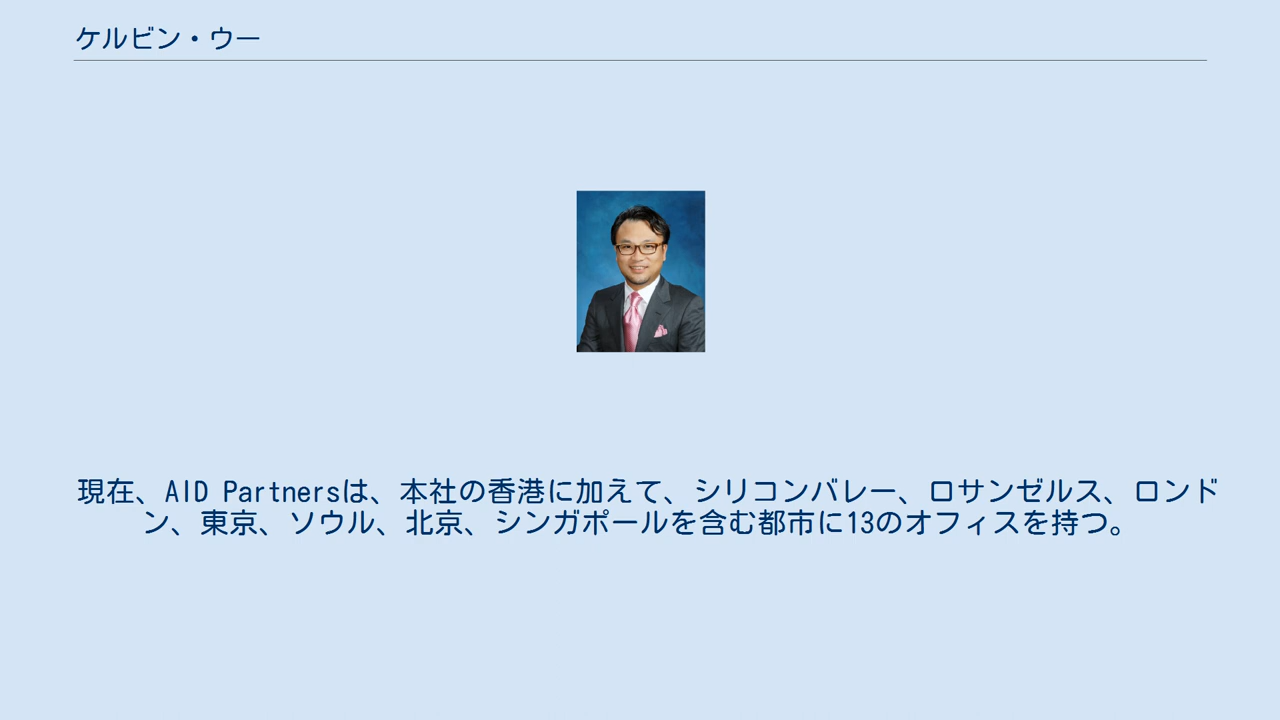 ケルビン・ウー
現在、AID Partnersは、本社の香港に加えて、シリコンバレー、ロサンゼルス、ロンド
ン、東京、ソウル、北京、シンガポールを含む都市に13のオフィスを持つ。